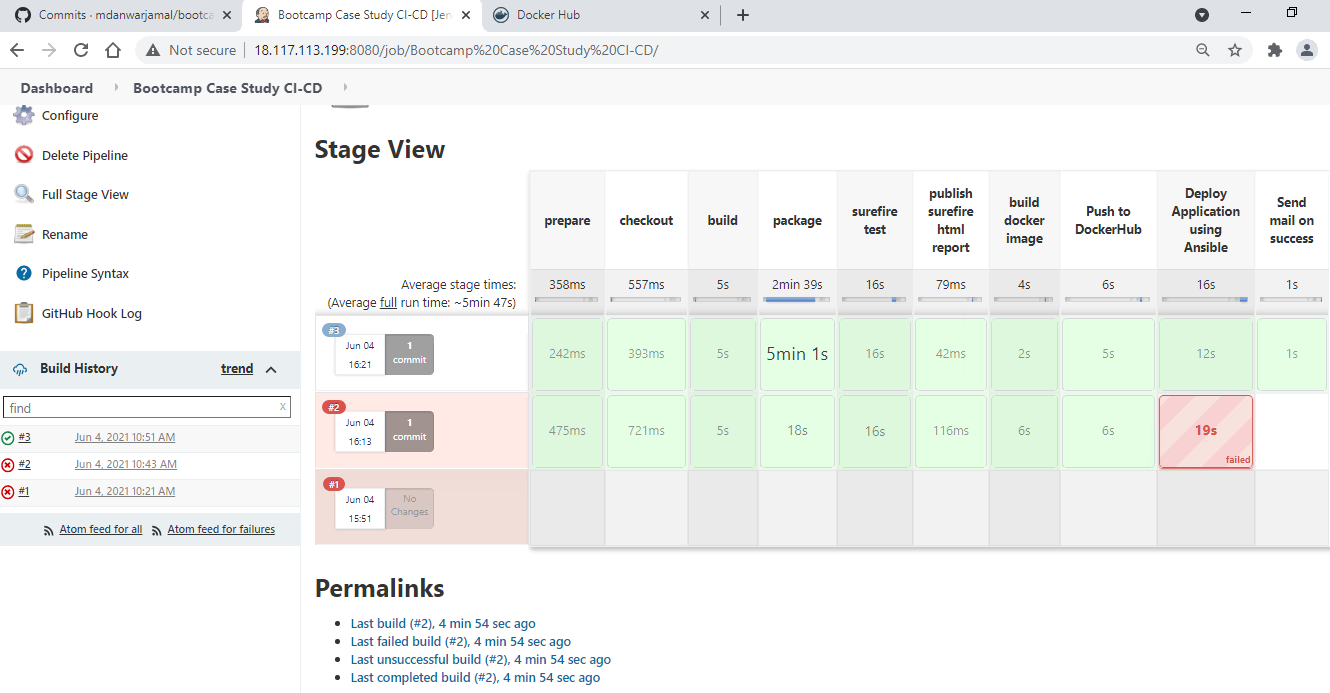 Commits · mdanwarjamal/bootca
Bootcamp Case Study CI-CD [Jen
Docker Hub
Not secure
18.117.113.199:8080/job/Bootcamp%20Case%20Study%20CI-CD/
Dashboard
Bootcamp Case Study CI-CD
Configure
Delete Pipeline
Full Stage View
Rename
Pipeline Syntax
GitHub Hook Log
Build History
trend
find
x
#3
Jun 4, 2021 10:51 AM
#2
Jun 4, 2021 10:43 AM
#1
Jun 4, 2021 10:21 AM
Atom feed for all
Atom feed for failures
Stage View
prepare
checkout
build
package
surefire
test
publish
surefire
html
report
build
docker
image
Push to
DockerHub
Deploy
Application
using
Ansible
Send
mail on
success
Average stage times:
(Average full run time: ~5min 47s)
358ms
557ms
5s
2min 39s
16s
79ms
4s
6s
16s
1s
#3
Jun 04
16:21
1
commit
242ms
393ms
5s
5min 1s
16s
42ms
2s
5s
12s
1s
#2
Jun 04
16:13
1
commit
475ms
721ms
5s
18s
16s
116ms
6s
6s
19s
failed
#1
Jun 04
15:51
No
Changes
Permalinks
Last build (#2), 4 min 54 sec ago
Last failed build (#2), 4 min 54 sec ago
Last unsuccessful build (#2), 4 min 54 sec ago
Last completed build (#2), 4 min 54 sec ago